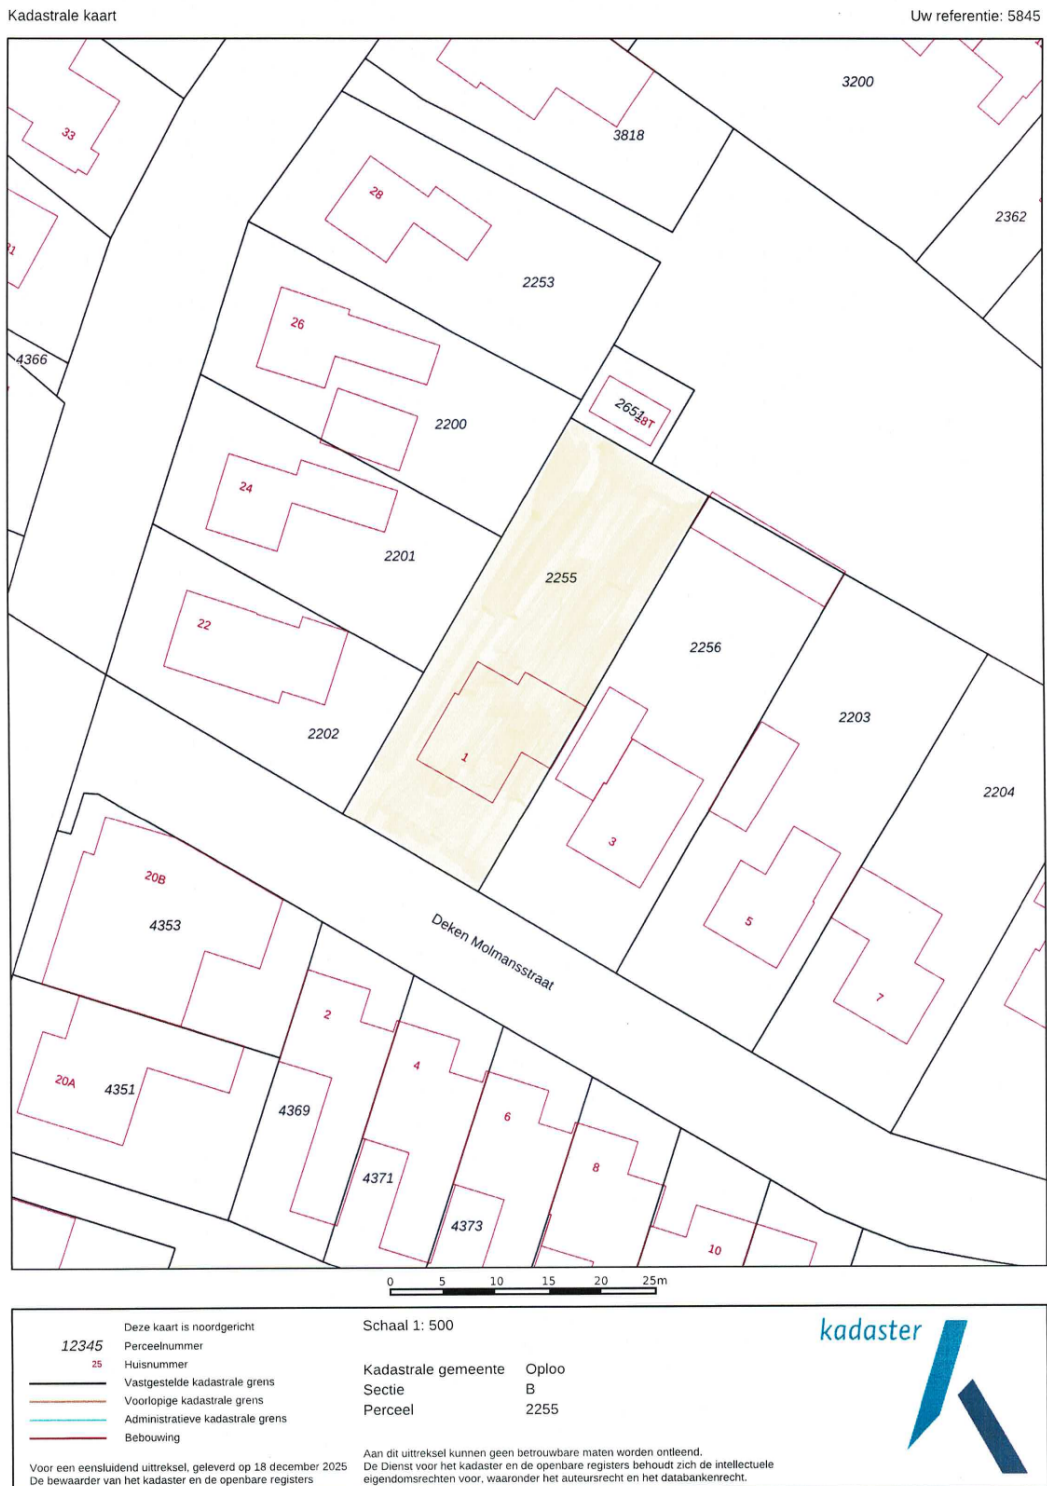 Kadastrale kaart
Uw referentie: 5845
3200
33
3818
28
2362
2253
26
4366
2651
28T
2200
24
2201
2255
22
2256
2202
2203
1
2204
3
20B
4353
5
Deken Molmansstraat
7
2
4
20A
4351
4369
6
8
4371
4373
10
0 5 10 15 20 25m
Deze kaart is noordgericht
12345 Perceelnummer
25 Huisnummer
Vastgestelde kadastrale grens
Voorlopige kadastrale grens
Administratieve kadastrale grens
Bebouwing
Voor een eensluidend uittreksel, geleverd op 18 december 2025
De bewaarder van het kadaster en de openbare registers
Schaal 1: 500
Kadastrale gemeente Oploo
Sectie B
Perceel 2255
Aan dit uittreksel kunnen geen betrouwbare maten worden ontleend.
De Dienst voor het kadaster en de openbare registers behoudt zich de intellectuele
eigendomsrechten voor, waaronder het auteursrecht en het databankenrecht.
kadaster